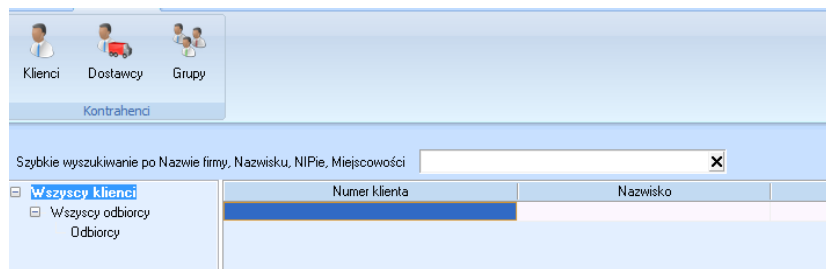 Klienci Dostawcy Grupy
Kontrahenci
Szybkie wyszukiwanie po Nazwie firmy, Nazwisku, NIPie, Miejscowości
Wszyscy klienci Numer klienta Nazwisko
Wszyscy odbiorcy
Odbiorcy